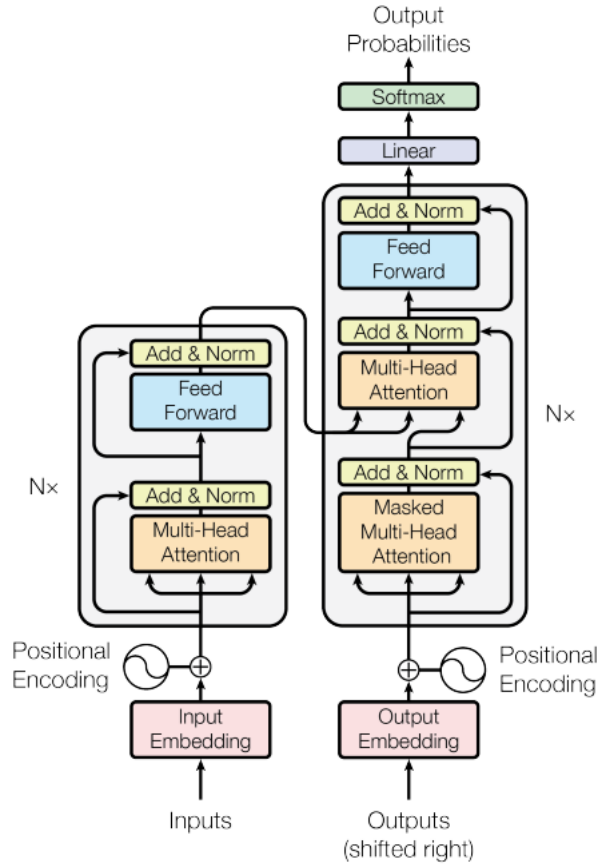 Output
Probabilities
Softmax
Linear
Add & Norm
Feed
Forward
Add & Norm
Multi-Head
Attention
Add & Norm
Masked
Multi-Head
Attention
N×
Add & Norm
Feed
Forward
Add & Norm
Multi-Head
Attention
N×
Positional
Encoding
Positional
Encoding
Input
Embedding
Output
Embedding
Inputs
Outputs
(shifted right)